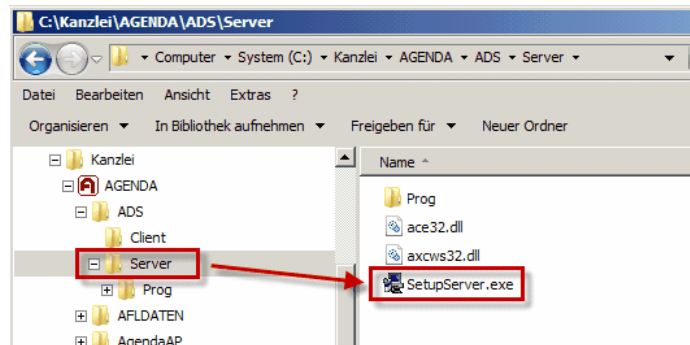 C:\Kanzlei\AGENDA\ADS\Server
Computer System (C:) Kanzlei AGENDA ADS Server
Datei Bearbeiten Ansicht Extras ?
Organisieren In Bibliothek aufnehmen Freigeben für Neuer Ordner
Kanzlei
AGENDA
ADS
Client
Server
Prog
AFLDATEN
AgendaAP
Name
Prog
ace32.dll
axcws32.dll
SetupServer.exe